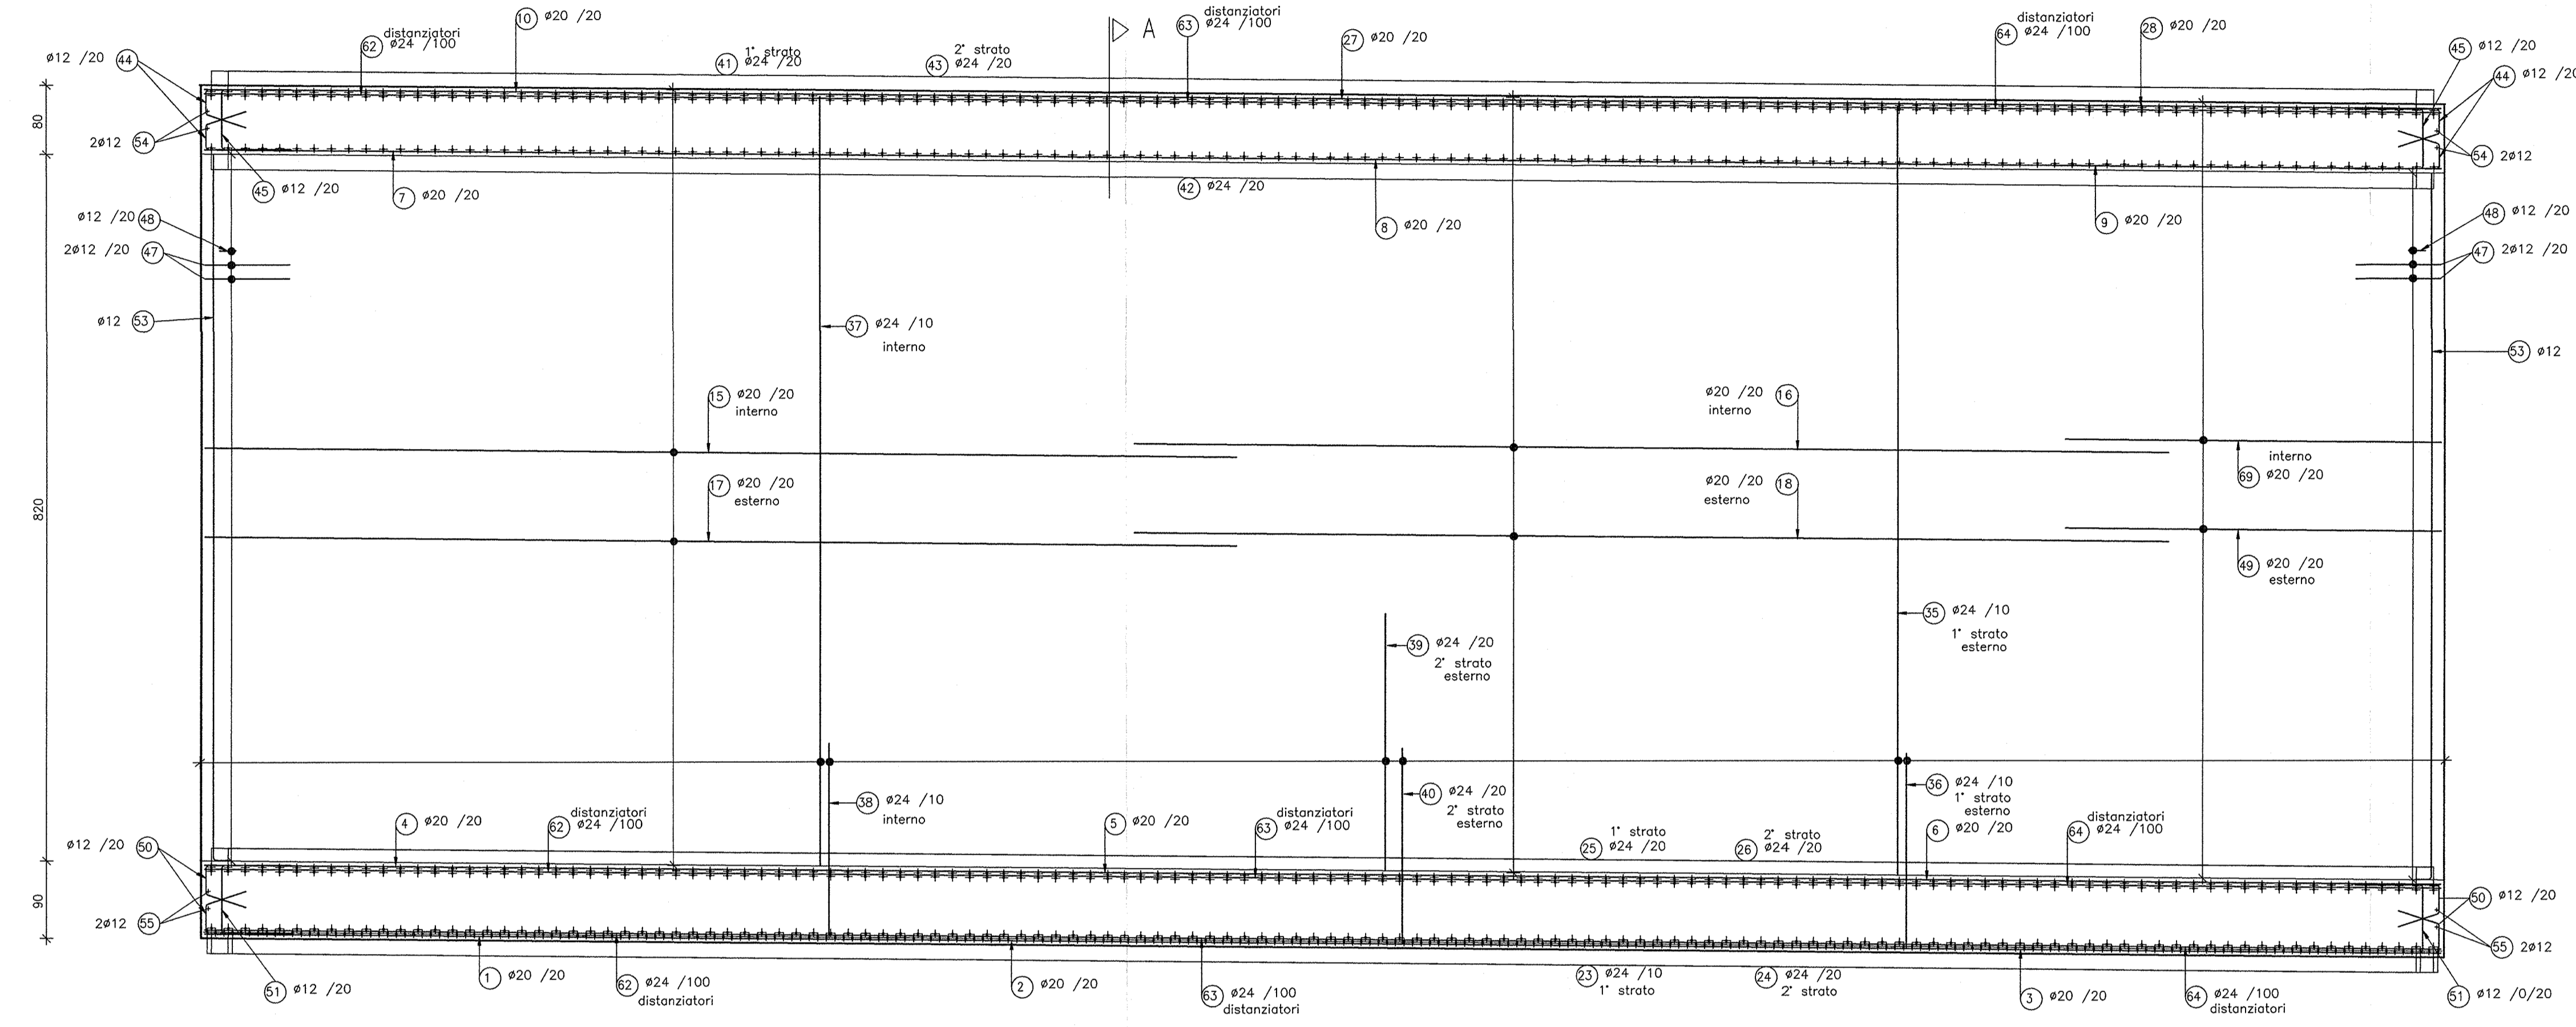 distanziatori
62 ø24 /100
10 ø20 /20
1° strato
41 ø24 /20
2° strato
43 ø24 /20
A
distanziatori
63 ø24 /100
27 ø20 /20
distanziatori
64 ø24 /100
28 ø20 /20
45 ø12 /20
44 ø12 /20
ø12 /20 44
80
2ø12 54
45 ø12 /20
7 ø20 /20
42 ø24 /20
8 ø20 /20
9 ø20 /20
54 2ø12
ø12 /20 48
2ø12 /20 47
ø12 53
48 ø12 /20
47 2ø12 /20
53 ø12
37 ø24 /10
interno
15 ø20 /20
interno
ø20 /20 16
interno
interno
69 ø20 /20
17 ø20 /20
esterno
ø20 /20 18
esterno
49 ø20 /20
esterno
820
39 ø24 /20
2° strato
esterno
35 ø24 /10
1° strato
esterno
38 ø24 /10
interno
40 ø24 /20
2° strato
esterno
36 ø24 /10
1° strato
esterno
4 ø20 /20
distanziatori
62 ø24 /100
5 ø20 /20
distanziatori
63 ø24 /100
1° strato
25 ø24 /20
2° strato
26 ø24 /20
6 ø20 /20
distanziatori
64 ø24 /100
ø12 /20 50
90
2ø12 55
50 ø12 /20
55 2ø12
51 ø12 /20
1 ø20 /20
62 ø24 /100
distanziatori
2 ø20 /20
63 ø24 /100
distanziatori
23 ø24 /10
1° strato
24 ø24 /20
2° strato
3 ø20 /20
64 ø24 /100
distanziatori
51 ø12 /0/20